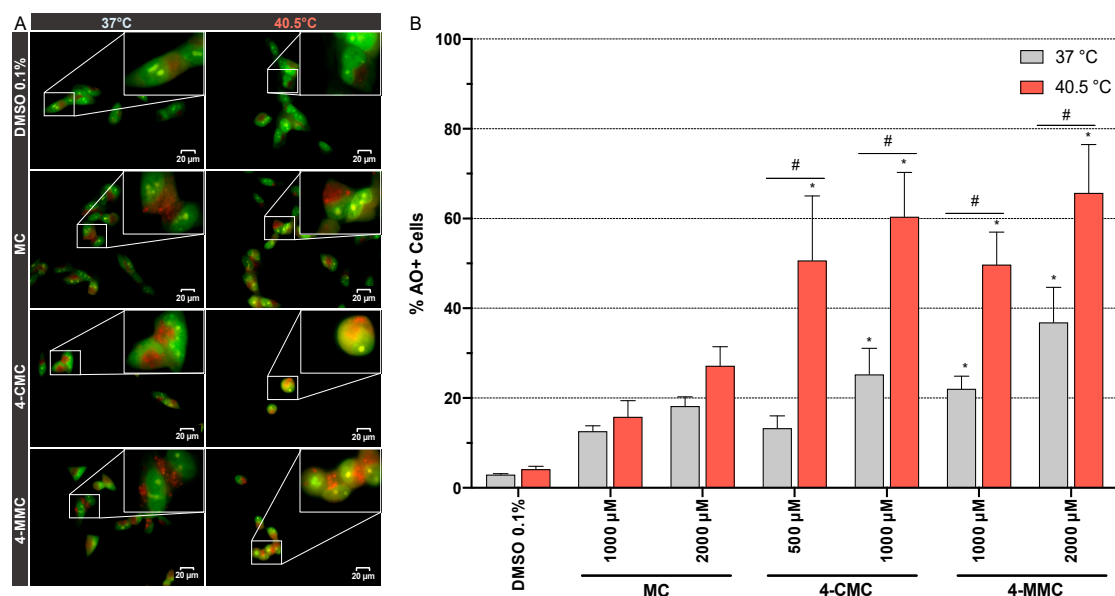 A
37°C
40.5°C
DMSO 0.1%
20 µm
20 µm
MC
20 µm
20 µm
4-CMC
20 µm
20 µm
4-MMC
20 µm
20 µm
B
% AO+ Cells
100
80
60
40
20
0
37 °C
40.5 °C
# * # * * # * * # * *
DMSO 0.1%
1000 µM
2000 µM
500 µM
1000 µM
1000 µM
2000 µM
MC
4-CMC
4-MMC